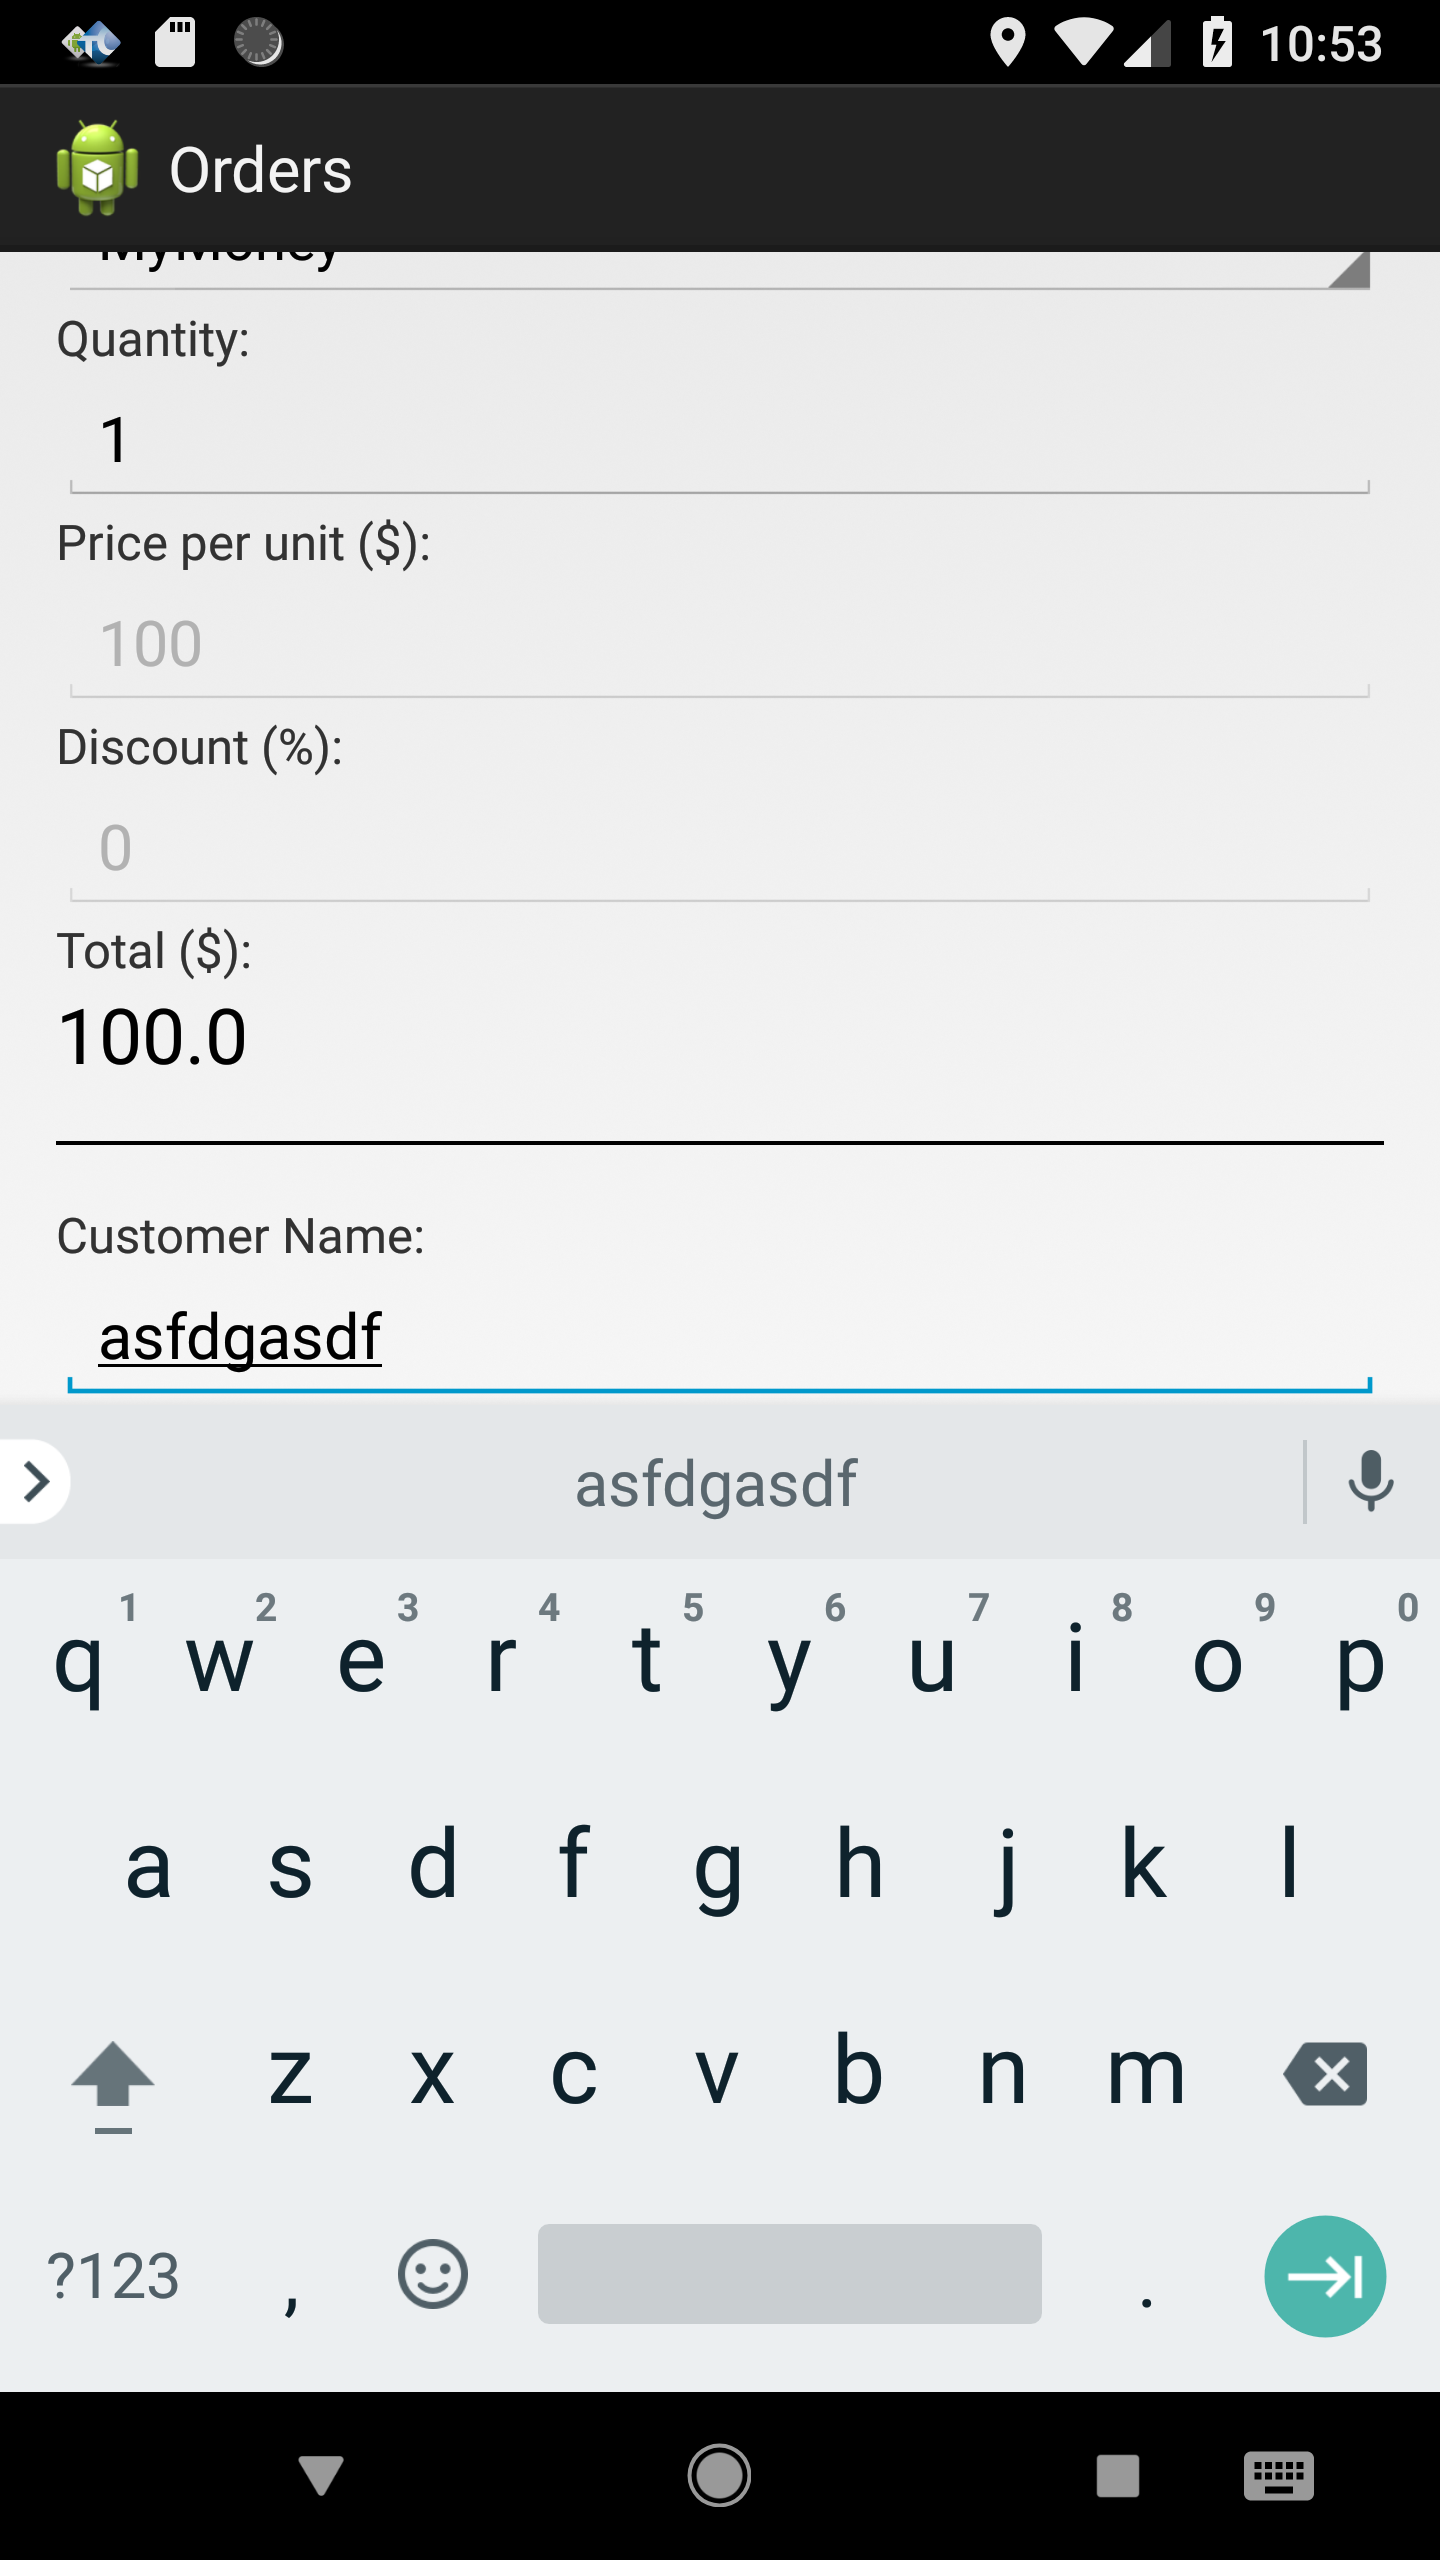 10:53
Orders
MyMoney
Quantity:
1
Price per unit ($):
100
Discount (%):
0
Total ($):
100.0
Customer Name:
asfdgasdf
asfdgasdf
1 2 3 4 5 6 7 8 9 0
q w e r t y u i o p
a s d f g h j k l
z x c v b n m
?123 , .